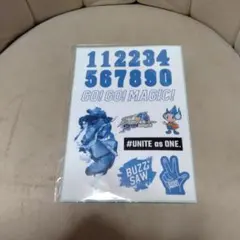 112234
567890
GO! GO! MAGIC!
#UNITE as ONE.
BUZZ
SAW